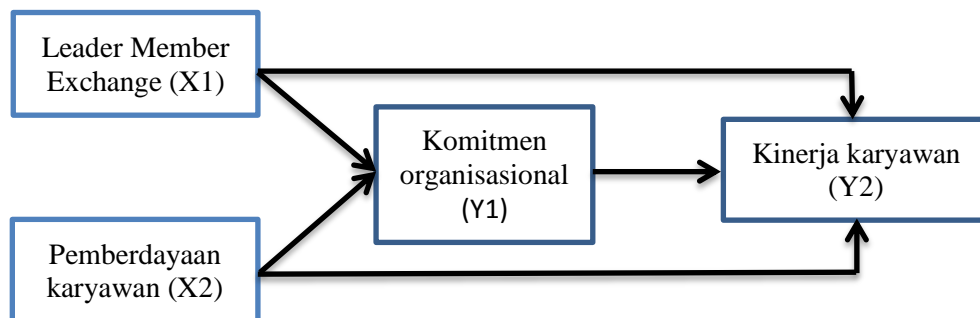 Leader Member
Exchange (X1)
Komitmen
organisasional
(Y1)
Kinerja karyawan
(Y2)
Pemberdayaan
karyawan (X2)